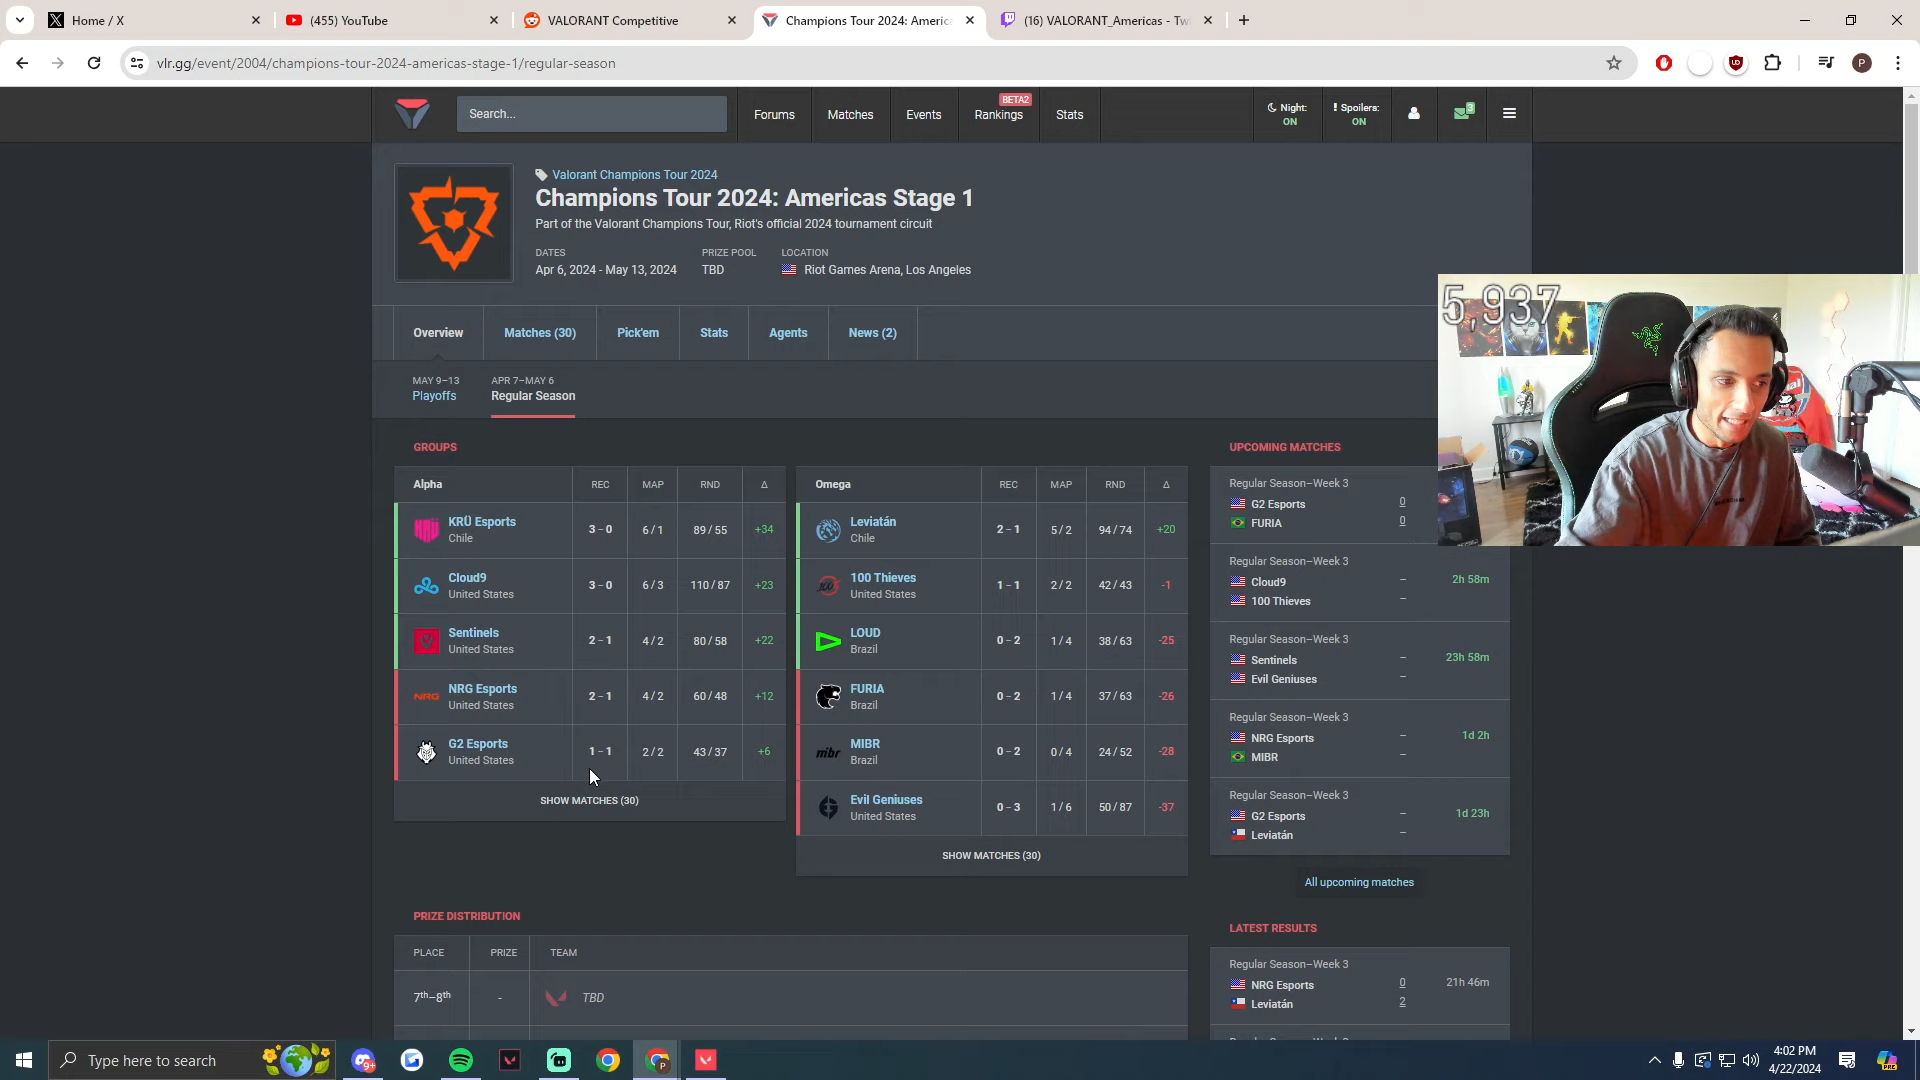 Home / X
(455) YouTube
VALORANT Competitive
Champions Tour 2024: Americ
(16) VALORANT_Americas - Tw
vlr.gg/event/2004/champions-tour-2024-americas-stage-1/regular-season
Search...
Forums
Matches
Events
BETA2
Rankings
Stats
Night:
ON
! Spoilers:
ON
3
Valorant Champions Tour 2024
Champions Tour 2024: Americas Stage 1
Part of the Valorant Champions Tour, Riot's official 2024 tournament circuit
DATES PRIZE POOL LOCATION
Apr 6, 2024 - May 13, 2024 TBD Riot Games Arena, Los Angeles
5,937
Overview Matches (30) Pick'em Stats Agents News (2)
MAY 9–13 APR 7–MAY 6
Playoffs Regular Season
GROUPS
Alpha REC MAP RND Δ
KRÜ Esports
Chile
3 – 0 6 / 1 89 / 55 +34
Cloud9
United States
3 – 0 6 / 3 110 / 87 +23
Sentinels
United States
2 – 1 4 / 2 80 / 58 +22
NRG
NRG Esports
United States
2 – 1 4 / 2 60 / 48 +12
G2 Esports
United States
1 – 1 2 / 2 43 / 37 +6
SHOW MATCHES (30)
Omega REC MAP RND Δ
Leviatán
Chile
2 – 1 5 / 2 94 / 74 +20
100 Thieves
United States
1 – 1 2 / 2 42 / 43 -1
LOUD
Brazil
0 – 2 1 / 4 38 / 63 -25
FURIA
Brazil
0 – 2 1 / 4 37 / 63 -26
mibr
MIBR
Brazil
0 – 2 0 / 4 24 / 52 -28
Evil Geniuses
United States
0 – 3 1 / 6 50 / 87 -37
SHOW MATCHES (30)
UPCOMING MATCHES
Regular Season–Week 3
G2 Esports 0
FURIA 0
Regular Season–Week 3
Cloud9 –
100 Thieves –
2h 58m
Regular Season–Week 3
Sentinels –
Evil Geniuses –
23h 58m
Regular Season–Week 3
NRG Esports –
MIBR –
1d 2h
Regular Season–Week 3
G2 Esports –
Leviatán –
1d 23h
All upcoming matches
PRIZE DISTRIBUTION
PLACE PRIZE TEAM
7th–8th - TBD
LATEST RESULTS
Regular Season–Week 3
NRG Esports 0
Leviatán 2
21h 46m
Type here to search
9+
4:02 PM
4/22/2024